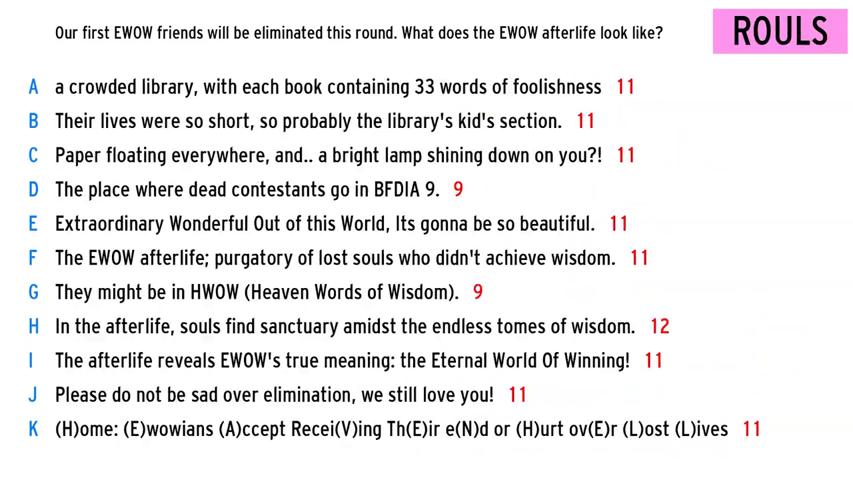 Our first EWOW friends will be eliminated this round. What does the EWOW afterlife look like?
ROULS
A a crowded library, with each book containing 33 words of foolishness 11
B Their lives were so short, so probably the library's kid's section. 11
C Paper floating everywhere, and.. a bright lamp shining down on you?! 11
D The place where dead contestants go in BFDIA 9. 9
E Extraordinary Wonderful Out of this World, Its gonna be so beautiful. 11
F The EWOW afterlife; purgatory of lost souls who didn't achieve wisdom. 11
G They might be in HWOW (Heaven Words of Wisdom). 9
H In the afterlife, souls find sanctuary amidst the endless tomes of wisdom. 12
I The afterlife reveals EWOW's true meaning: the Eternal World Of Winning! 11
J Please do not be sad over elimination, we still love you! 11
K (H)ome: (E)wowians (A)ccept Recei(V)ing Th(E)ir e(N)d or (H)urt ov(E)r (L)ost (L)ives 11